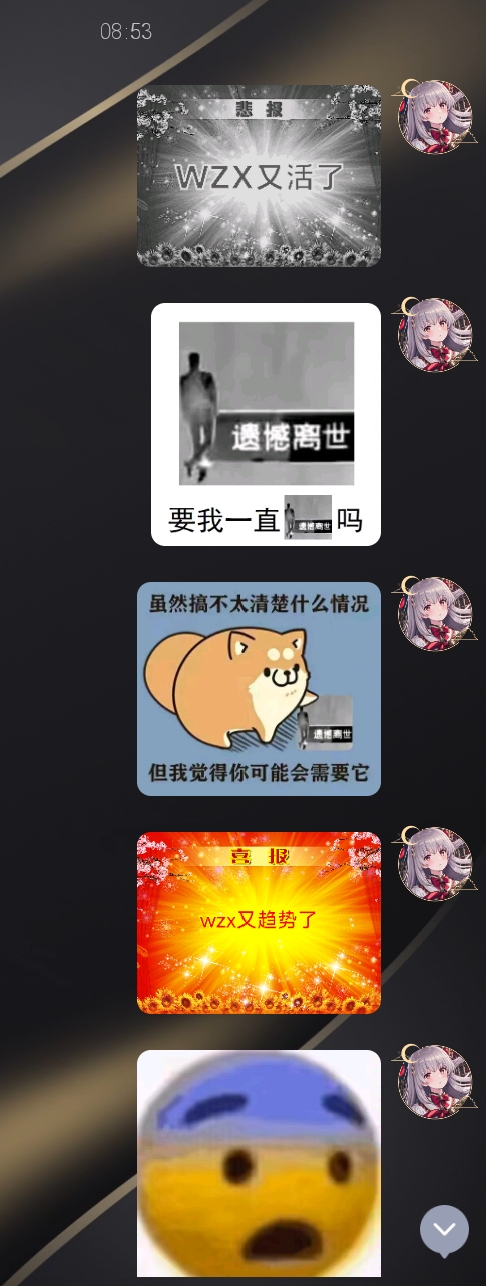 08:53
悲报
WZX又活了
遗憾离世
要我一直遗憾离世吗
虽然搞不太清楚什么情况
遗憾离世
但我觉得你可能会需要它
喜报
wzx又趋势了